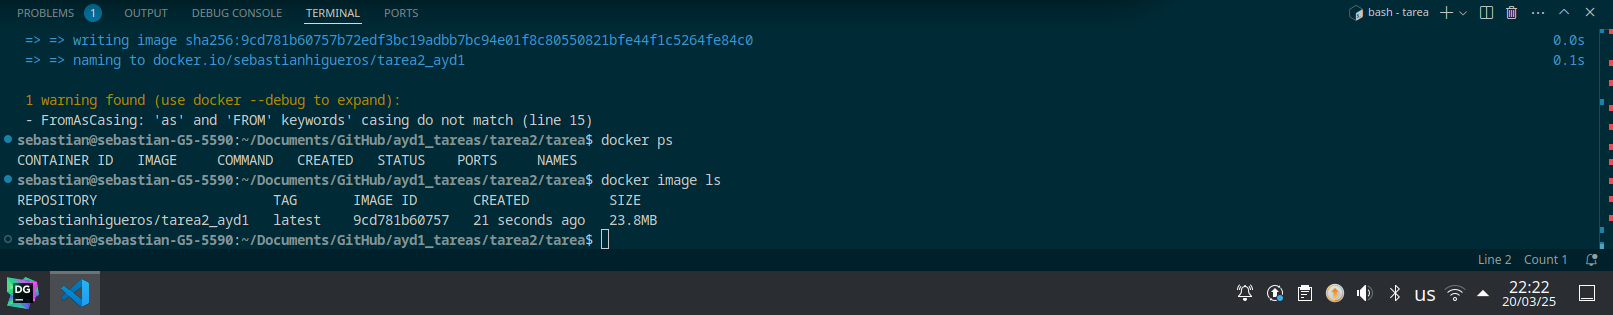 PROBLEMS 1 OUTPUT DEBUG CONSOLE TERMINAL PORTS bash - tarea
=> => writing image sha256:9cd781b60757b72edf3bc19adbb7bc94e01f8c80550821bfe44f1c5264fe84c0 0.0s
=> => naming to docker.io/sebastianhigueros/tarea2_ayd1 0.1s
1 warning found (use docker --debug to expand):
- FromAsCasing: 'as' and 'FROM' keywords' casing do not match (line 15)
sebastian@sebastian-G5-5590:~/Documents/GitHub/ayd1_tareas/tarea2/tarea$ docker ps
CONTAINER ID IMAGE COMMAND CREATED STATUS PORTS NAMES
sebastian@sebastian-G5-5590:~/Documents/GitHub/ayd1_tareas/tarea2/tarea$ docker image ls
REPOSITORY TAG IMAGE ID CREATED SIZE
sebastianhigueros/tarea2_ayd1 latest 9cd781b60757 21 seconds ago 23.8MB
sebastian@sebastian-G5-5590:~/Documents/GitHub/ayd1_tareas/tarea2/tarea$
Line 2 Count 1
DG
us
22:22
20/03/25